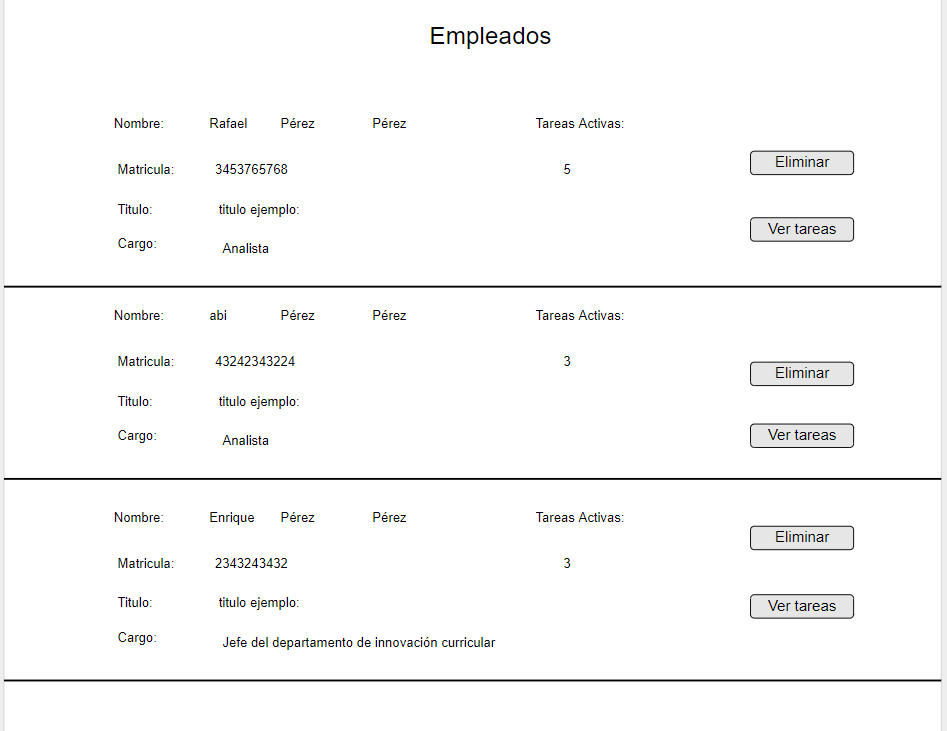 Empleados
Nombre: Rafael Pérez Pérez Tareas Activas:
Eliminar
Matricula: 3453765768 5
Titulo: titulo ejemplo:
Ver tareas
Cargo: Analista
Nombre: abi Pérez Pérez Tareas Activas:
Matricula: 43242343224 3
Eliminar
Titulo: titulo ejemplo:
Cargo: Analista
Ver tareas
Nombre: Enrique Pérez Pérez Tareas Activas:
Eliminar
Matricula: 2343243432 3
Titulo: titulo ejemplo:
Ver tareas
Cargo: Jefe del departamento de innovación curricular